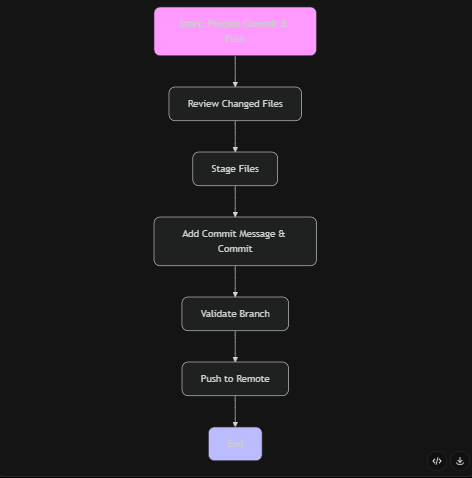 Start: Process Commit &
Push
Review Changed Files
Stage Files
Add Commit Message &
Commit
Validate Branch
Push to Remote
End